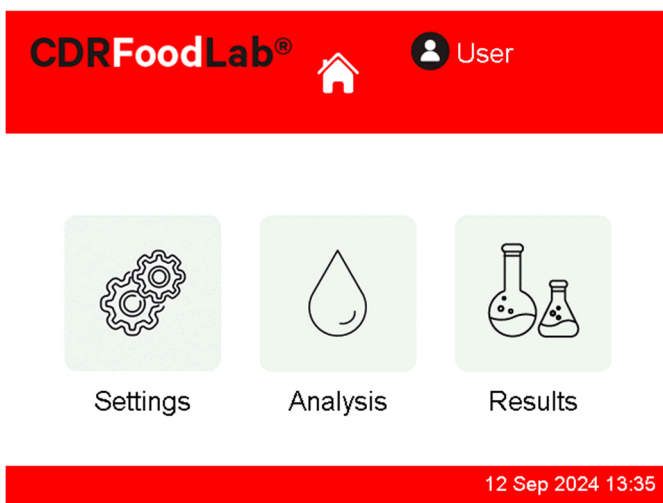 CDRFoodLab®
User
Settings
Analysis
Results
12 Sep 2024 13:35